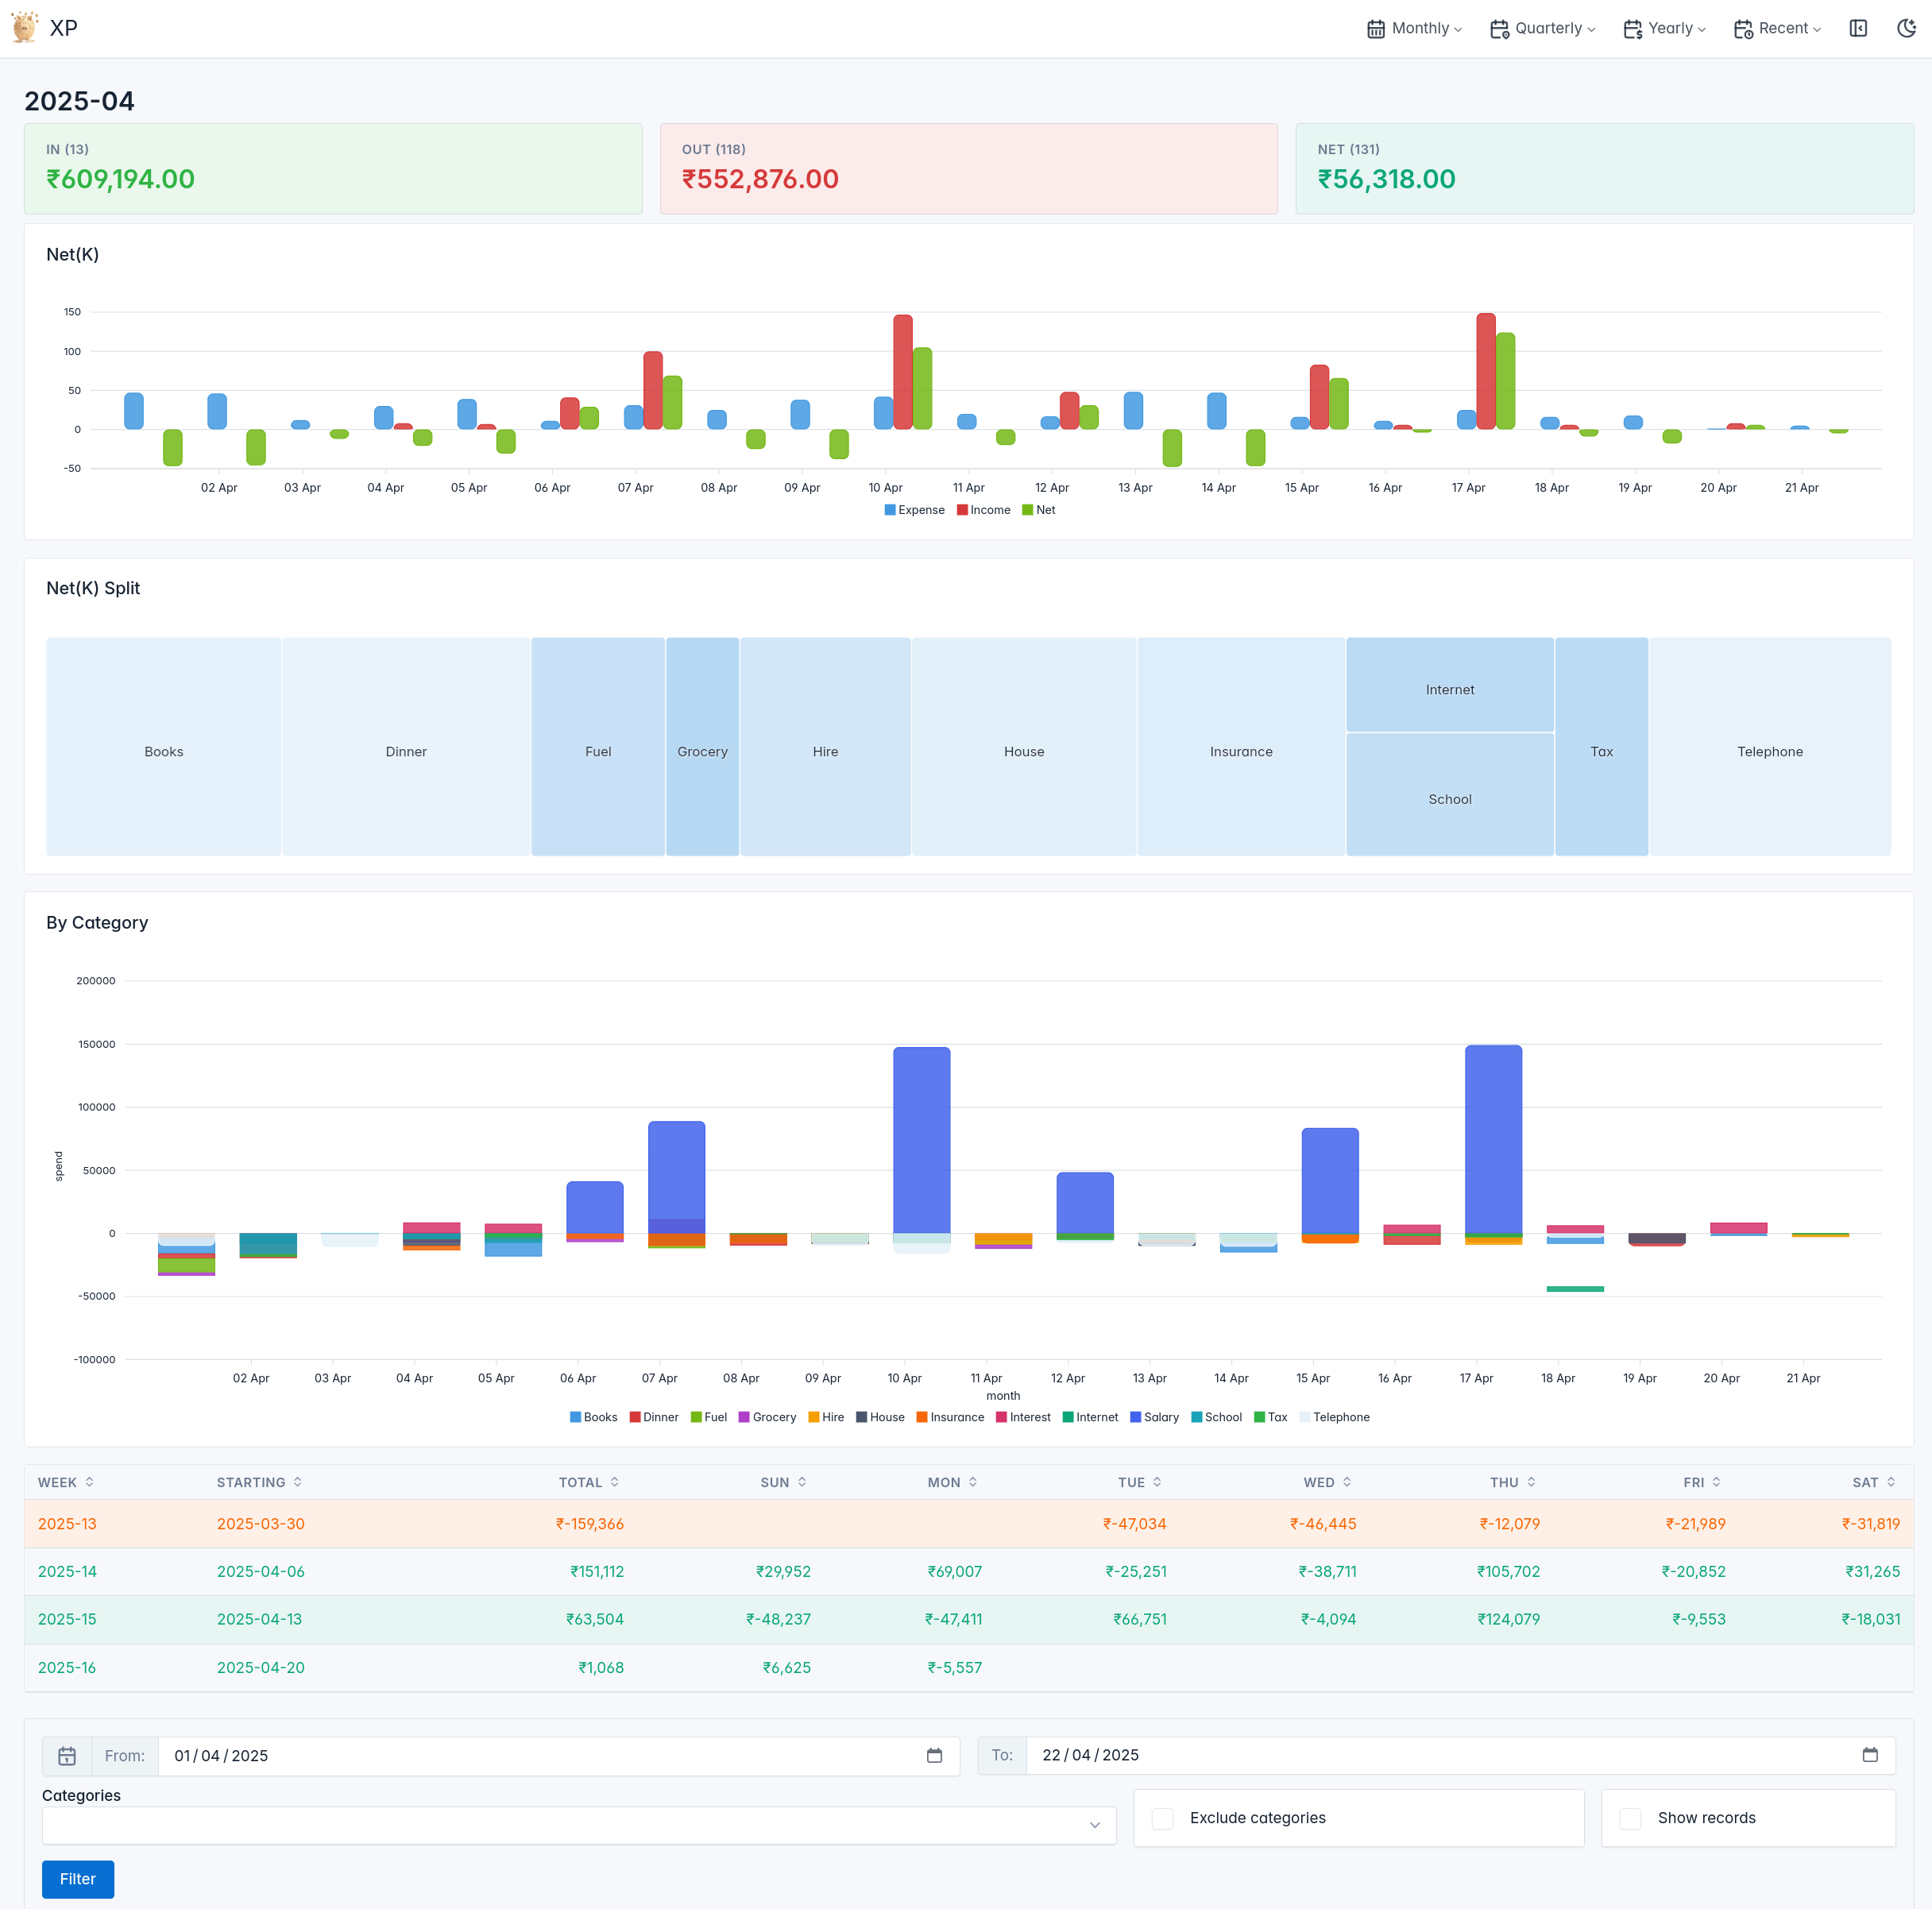 XP Monthly Quarterly Yearly Recent
2025-04
IN (13) OUT (118) NET (131)
₹609,194.00 ₹552,876.00 ₹56,318.00
Net(K)
150
100
50
0
-50
02 Apr 03 Apr 04 Apr 05 Apr 06 Apr 07 Apr 08 Apr 09 Apr 10 Apr 11 Apr 12 Apr 13 Apr 14 Apr 15 Apr 16 Apr 17 Apr 18 Apr 19 Apr 20 Apr 21 Apr
Expense Income Net
Net(K) Split
Internet
Books Dinner Fuel Grocery Hire House Insurance Tax Telephone
School
By Category
200000
150000
100000
50000
0
-50000
-100000
spend
02 Apr 03 Apr 04 Apr 05 Apr 06 Apr 07 Apr 08 Apr 09 Apr 10 Apr 11 Apr 12 Apr 13 Apr 14 Apr 15 Apr 16 Apr 17 Apr 18 Apr 19 Apr 20 Apr 21 Apr
month
Books Dinner Fuel Grocery Hire House Insurance Interest Internet Salary School Tax Telephone
WEEK STARTING TOTAL SUN MON TUE WED THU FRI SAT
2025-13 2025-03-30 ₹-159,366 ₹-47,034 ₹-46,445 ₹-12,079 ₹-21,989 ₹-31,819
2025-14 2025-04-06 ₹151,112 ₹29,952 ₹69,007 ₹-25,251 ₹-38,711 ₹105,702 ₹-20,852 ₹31,265
2025-15 2025-04-13 ₹63,504 ₹-48,237 ₹-47,411 ₹66,751 ₹-4,094 ₹124,079 ₹-9,553 ₹-18,031
2025-16 2025-04-20 ₹1,068 ₹6,625 ₹-5,557
From: 01/04/2025 To: 22/04/2025
Categories
Exclude categories Show records
Filter